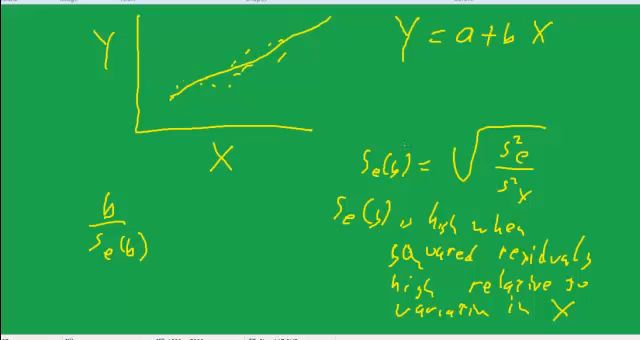 Y
X
Y = a + b X
Se(b) = √ s²e / s²x
b / Se(b)
Se(b) is high when
squared residuals
high relative to
variation in X